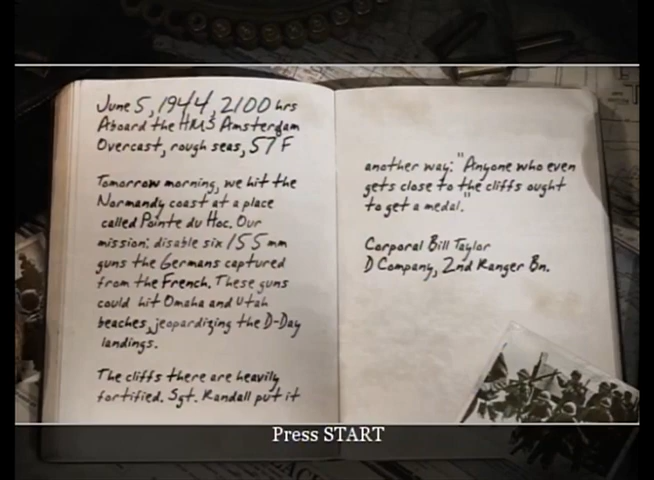 June 5, 1944, 2100 hrs
Aboard the HMS Amsterdam
Overcast, rough seas, 57 F
Tomorrow morning, we hit the
Normandy coast at a place
called Pointe du Hoc. Our
mission: disable six 155 mm
guns the Germans captured
from the French. These guns
could hit Omaha and Utah
beaches, jeopardizing the D-Day
landings.
The cliffs there are heavily
fortified. Sgt. Randall put it
another way: "Anyone who even
gets close to the cliffs ought
to get a medal."
Corporal Bill Taylor
D Company, 2nd Ranger Bn.
Press START